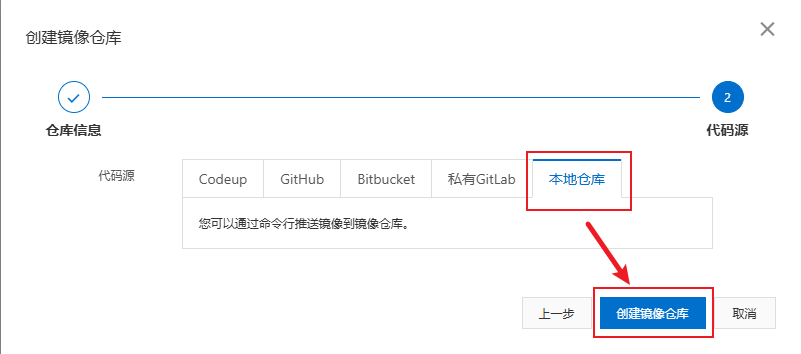 创建镜像仓库
2
仓库信息
代码源
代码源
Codeup
GitHub
Bitbucket
私有GitLab
本地仓库
您可以通过命令行推送镜像到镜像仓库。
上一步
创建镜像仓库
取消